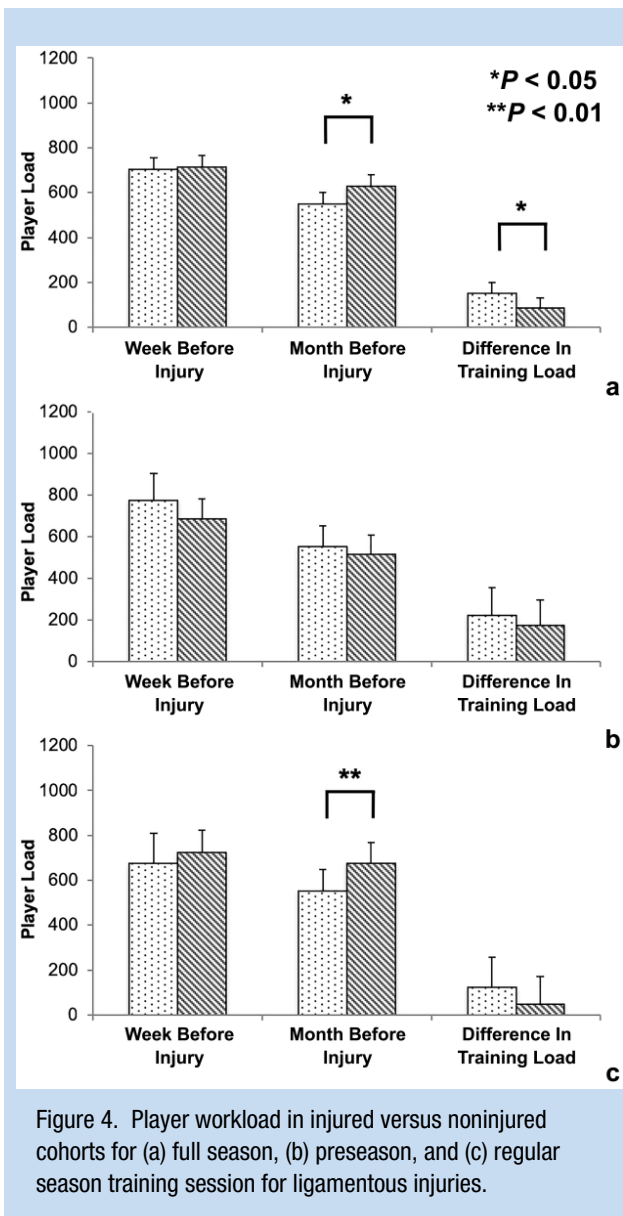 1200
1000
800
600
400
200
0
Player Load
*P < 0.05
**P < 0.01
*
*
Week Before Injury
Month Before Injury
Difference In Training Load
a
1200
1000
800
600
400
200
0
Player Load
Week Before Injury
Month Before Injury
Difference In Training Load
b
1200
1000
800
600
400
200
0
Player Load
**
Week Before Injury
Month Before Injury
Difference In Training Load
c
Figure 4. Player workload in injured versus noninjured
cohorts for (a) full season, (b) preseason, and (c) regular
season training session for ligamentous injuries.